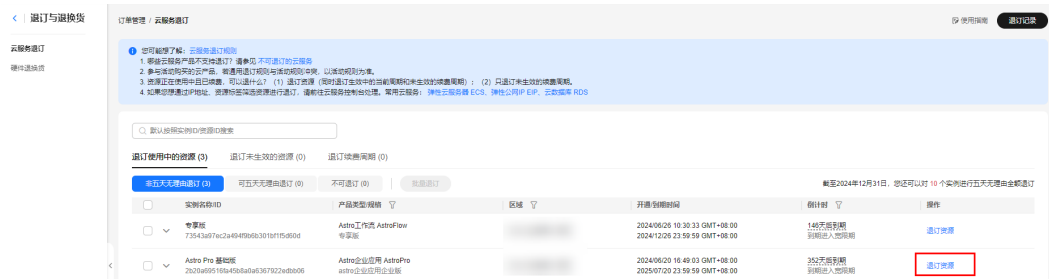 退订与退换货
云服务退订
硬件退换货
订单管理 / 云服务退订
使用指南
退订记录
您可能想了解：云服务退订规则
1. 哪些云服务产品不支持退订？请参见 不可退订的云服务
2. 参与活动购买的云产品，若通用退订规则与活动规则冲突，以活动规则为准。
3. 资源正在使用中且已续费，可以退什么？（1）退订资源（同时退订生效中的当前周期和未生效的续费周期）；（2）只退订未生效的续费周期。
4. 如果您想通过IP地址、资源标签筛选资源进行退订，请前往云服务控制台处理。常用云服务： 弹性云服务器 ECS、弹性公网IP EIP、云数据库 RDS
默认按照实例ID/资源ID搜索
退订使用中的资源 (3)
退订未生效的资源 (0)
退订续费周期 (0)
非五天无理由退订 (3)
可五天无理由退订 (0)
不可退订 (0)
批量退订
截至2024年12月31日，您还可以对 10 个实例进行五天无理由全额退订
实例名称/ID
产品类型/规格
区域
开通/到期时间
倒计时
操作
专享版
Astro工作流 AstroFlow
2024/06/26 10:30:33 GMT+08:00
146天后到期
退订资源
73543a97ec2a494f9b6b301bf1f5d60d
专享版
2024/12/26 23:59:59 GMT+08:00
到期进入宽限期
Astro Pro 基础版
Astro企业应用 AstroPro
2024/06/20 16:49:03 GMT+08:00
352天后到期
退订资源
2b20a69516fa45b8a0a6367922edbb06
astro企业应用企业版
2025/07/20 23:59:59 GMT+08:00
到期进入宽限期